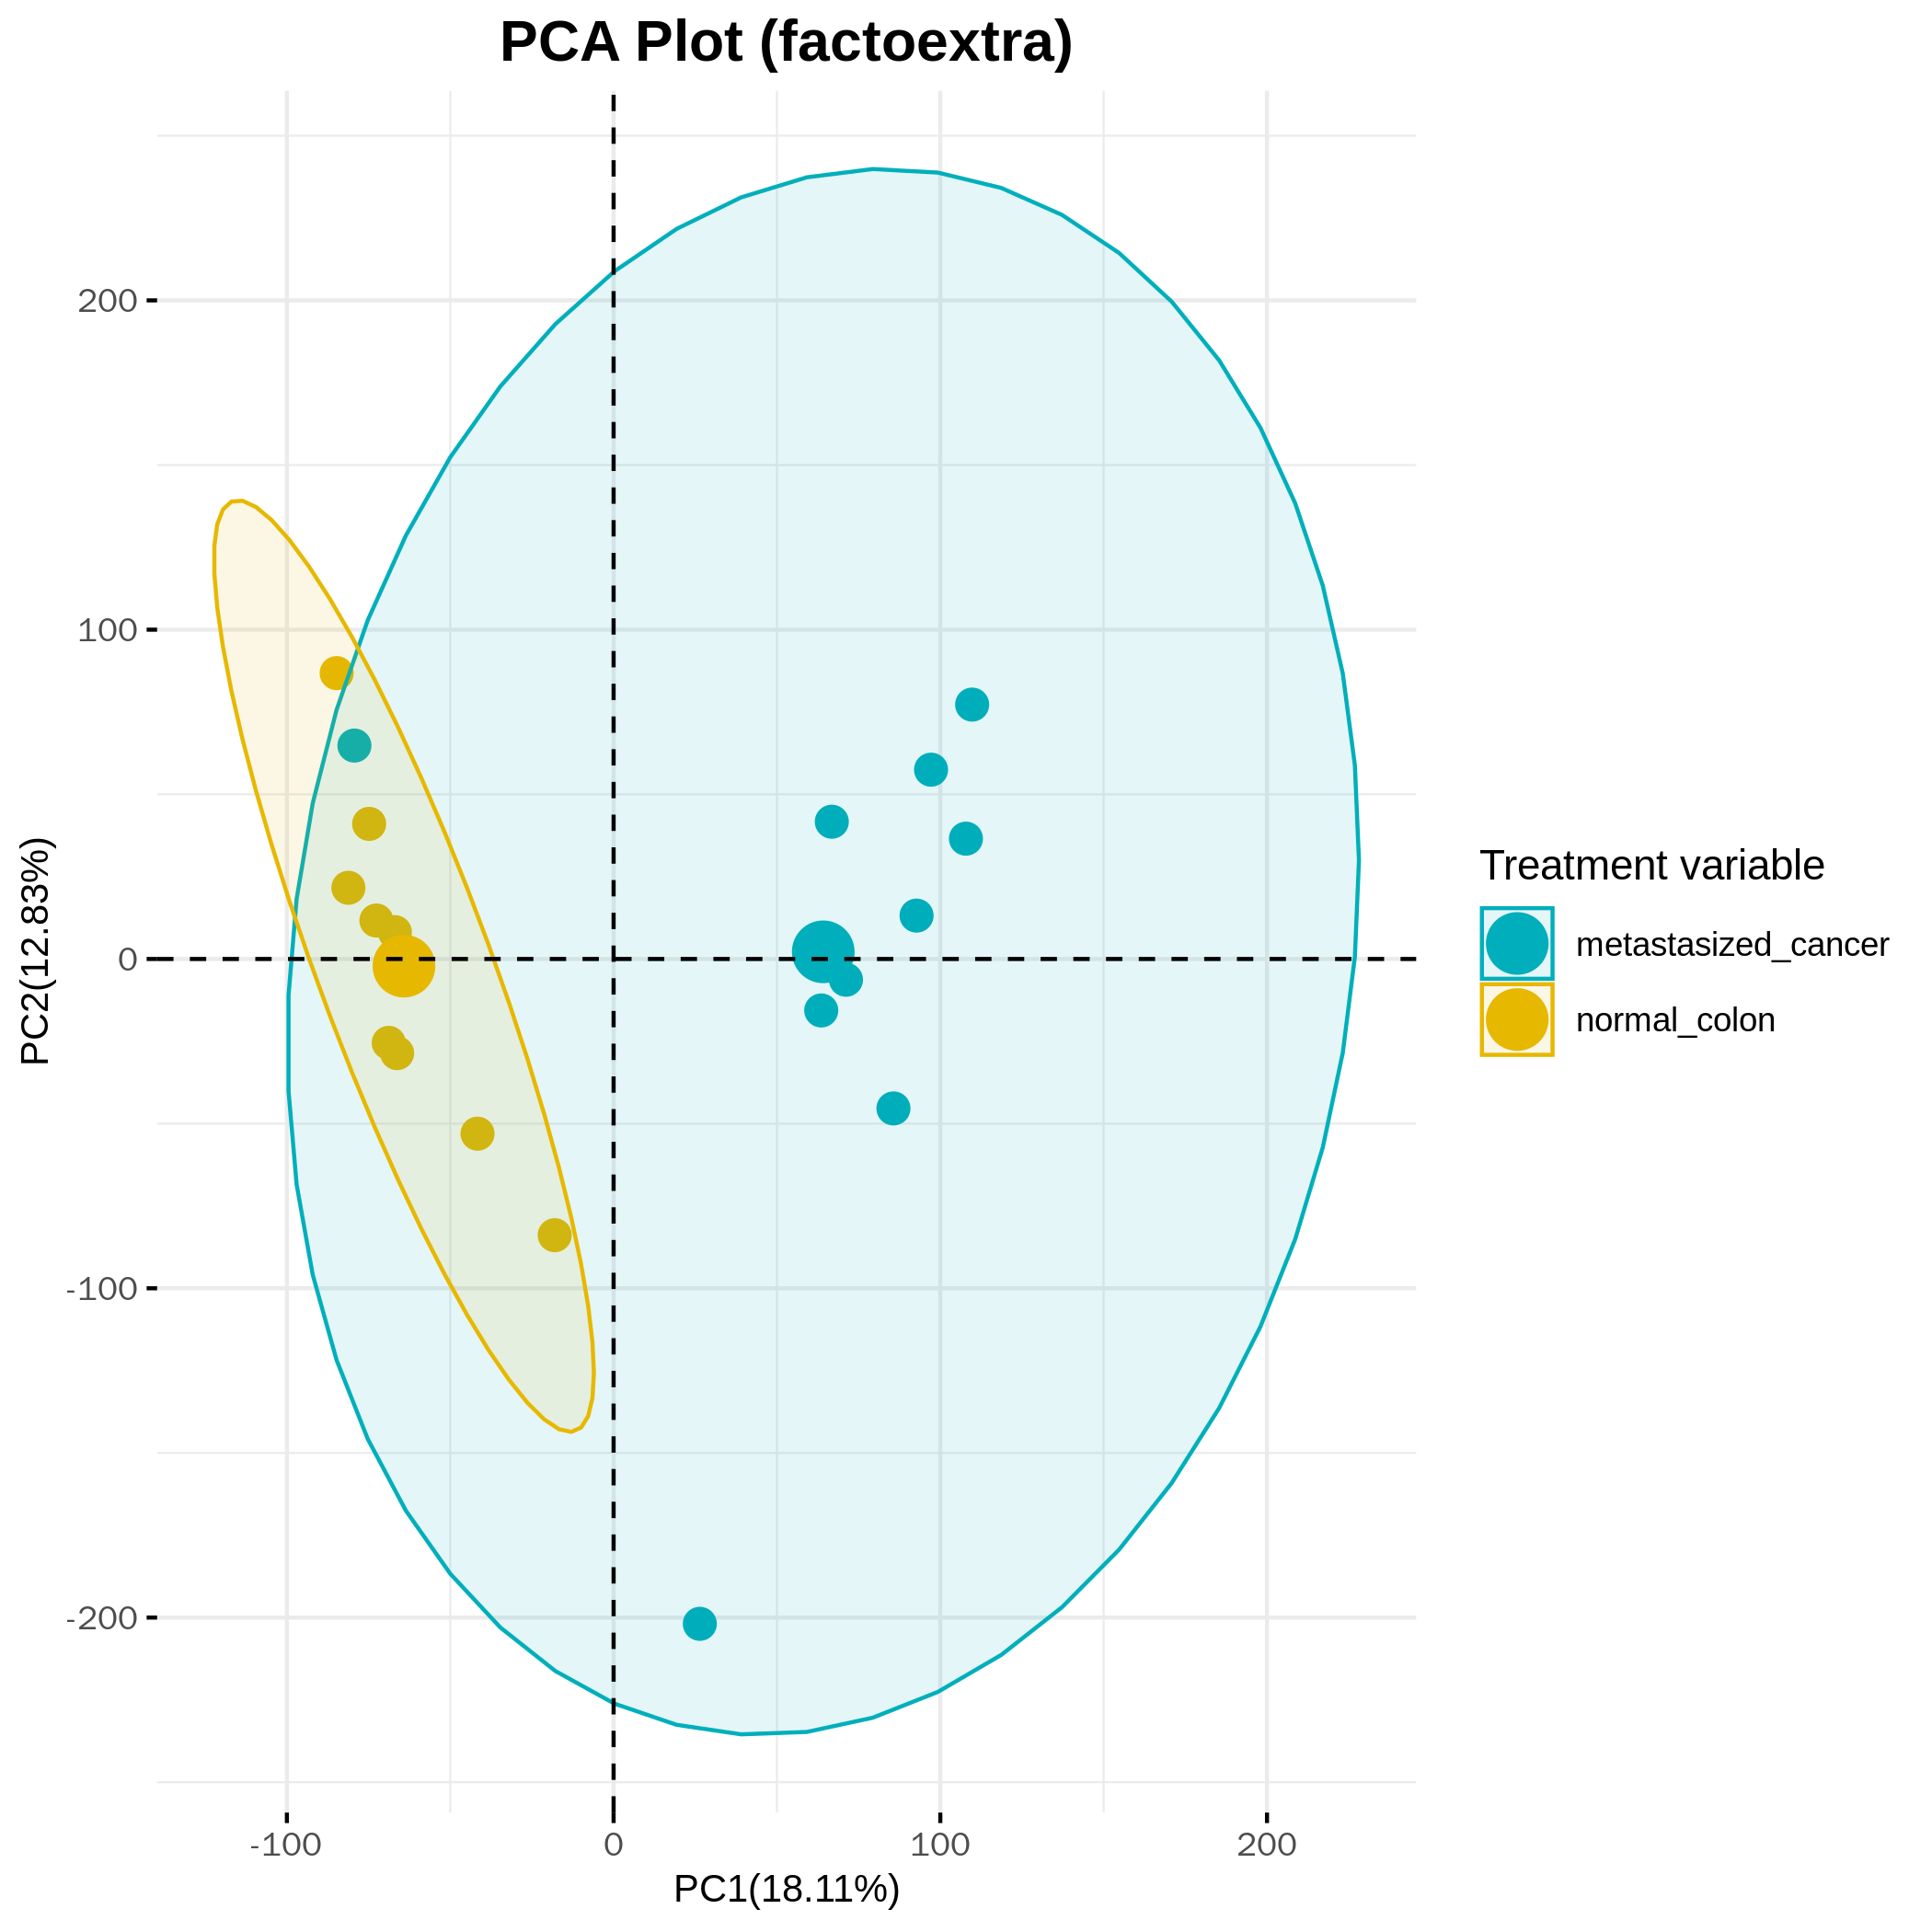 PCA Plot (factoextra)
200
100
0
-100
-200
PC2(12.83%)
-100
0
100
200
PC1(18.11%)
Treatment variable
metastasized_cancer
normal_colon